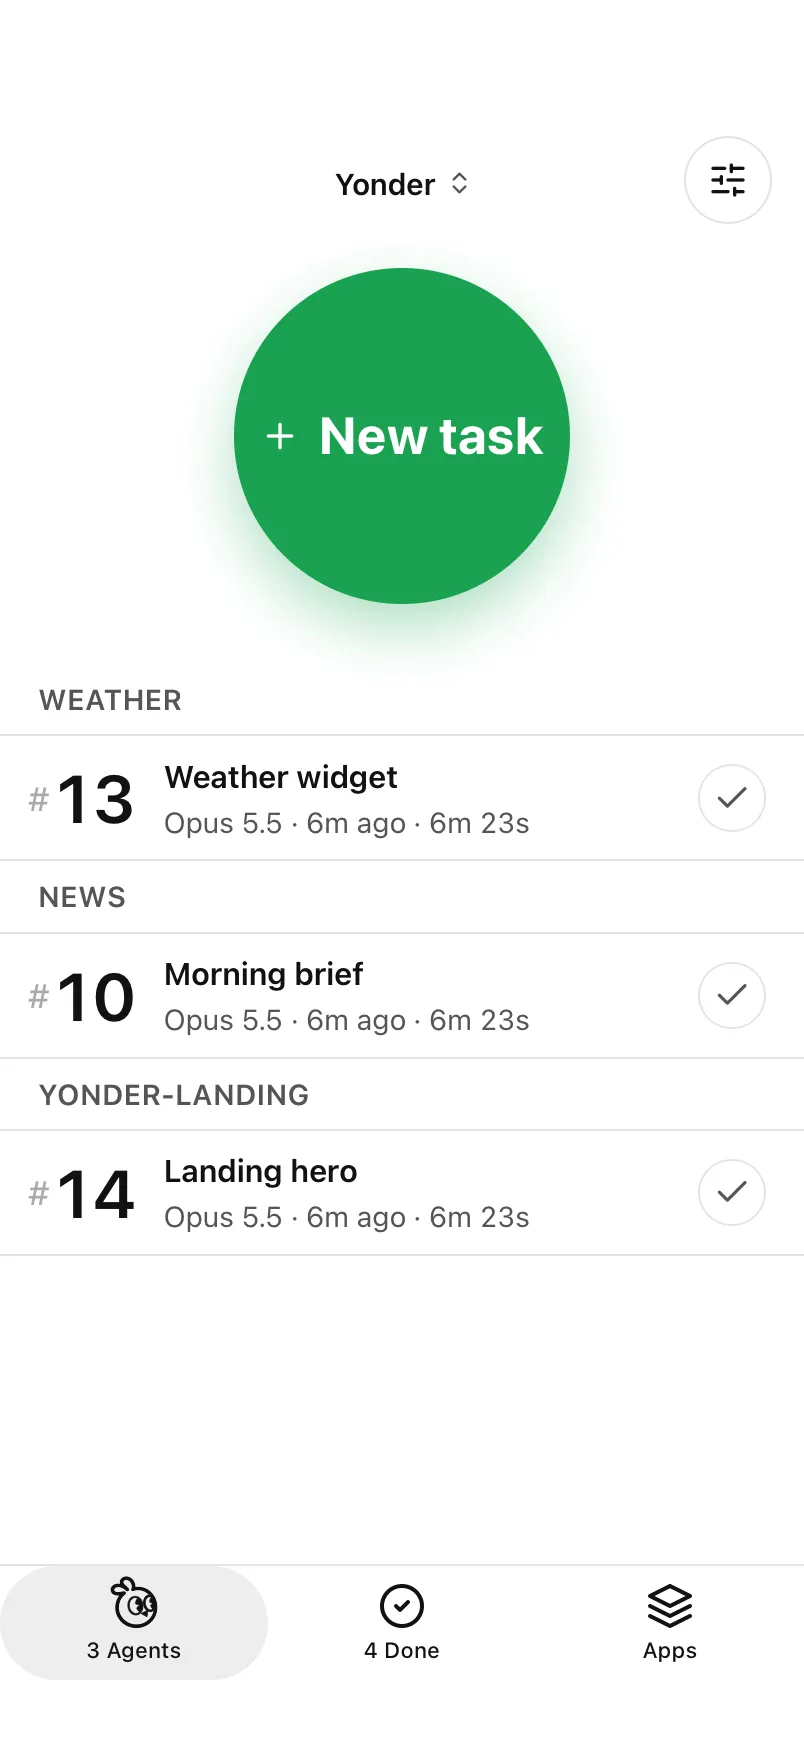 Yonder
+ New task
WEATHER
#13
Weather widget
Opus 5.5 · 6m ago · 6m 23s
NEWS
#10
Morning brief
Opus 5.5 · 6m ago · 6m 23s
YONDER-LANDING
#14
Landing hero
Opus 5.5 · 6m ago · 6m 23s
3 Agents
4 Done
Apps